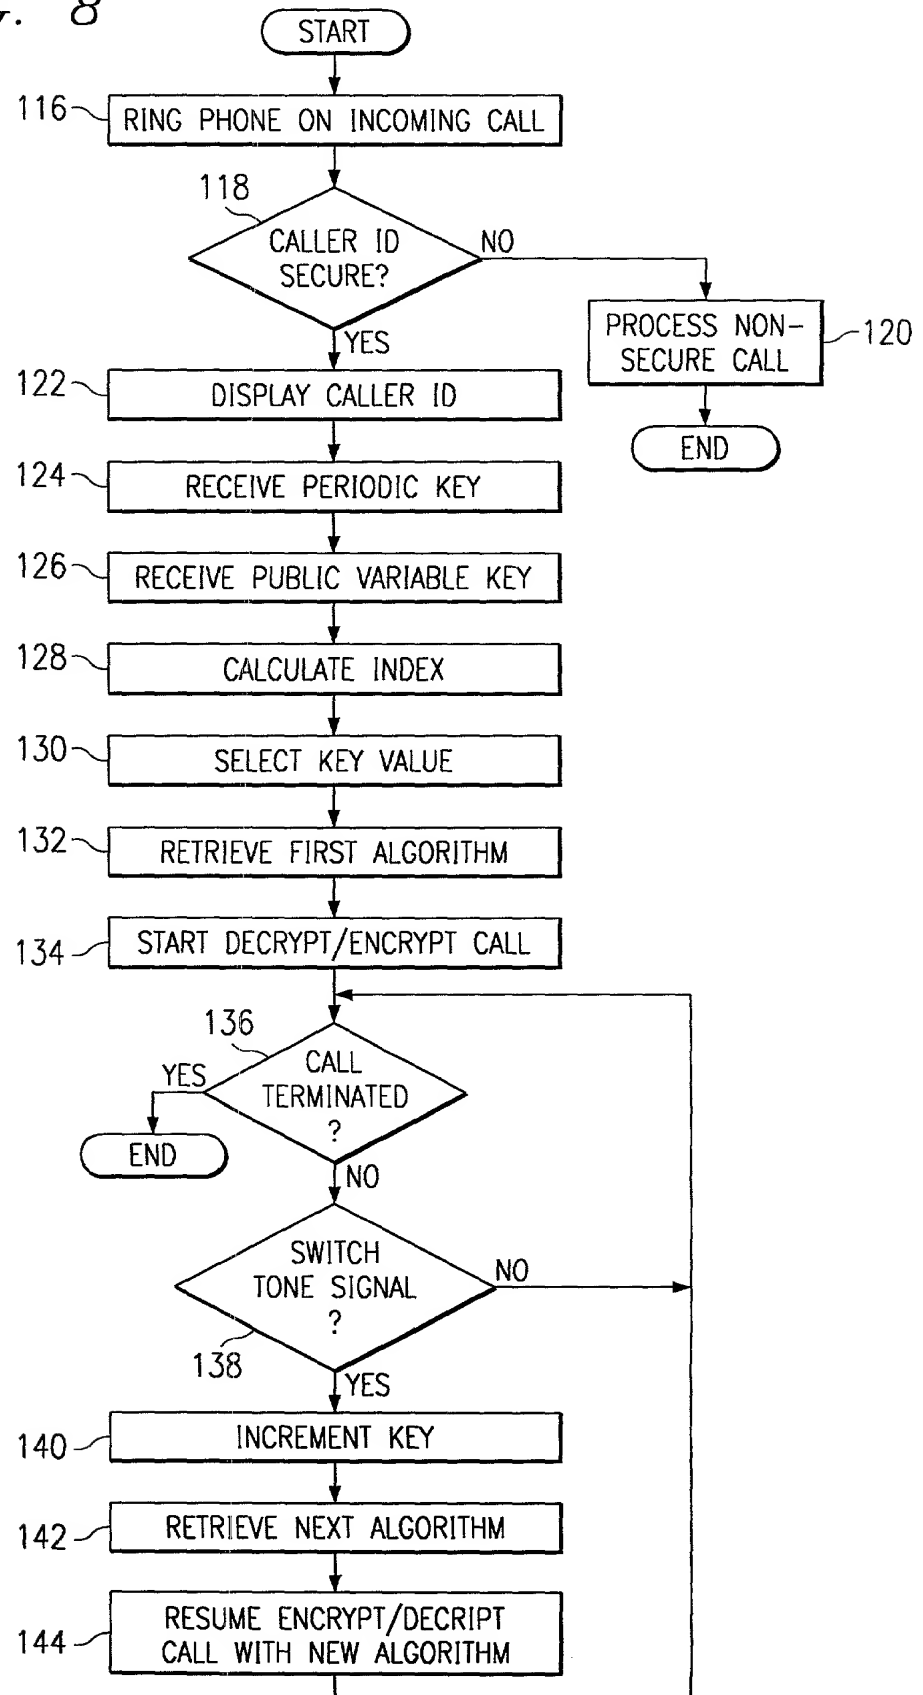 8
START
116
RING PHONE ON INCOMING CALL
118
CALLER ID
SECURE?
NO
PROCESS NON-
SECURE CALL
120
END
YES
122
DISPLAY CALLER ID
124
RECEIVE PERIODIC KEY
126
RECEIVE PUBLIC VARIABLE KEY
128
CALCULATE INDEX
130
SELECT KEY VALUE
132
RETRIEVE FIRST ALGORITHM
134
START DECRYPT/ENCRYPT CALL
136
CALL
TERMINATED
?
YES
END
NO
SWITCH
TONE SIGNAL
?
NO
138
YES
140
INCREMENT KEY
142
RETRIEVE NEXT ALGORITHM
144
RESUME ENCRYPT/DECRIPT
CALL WITH NEW ALGORITHM